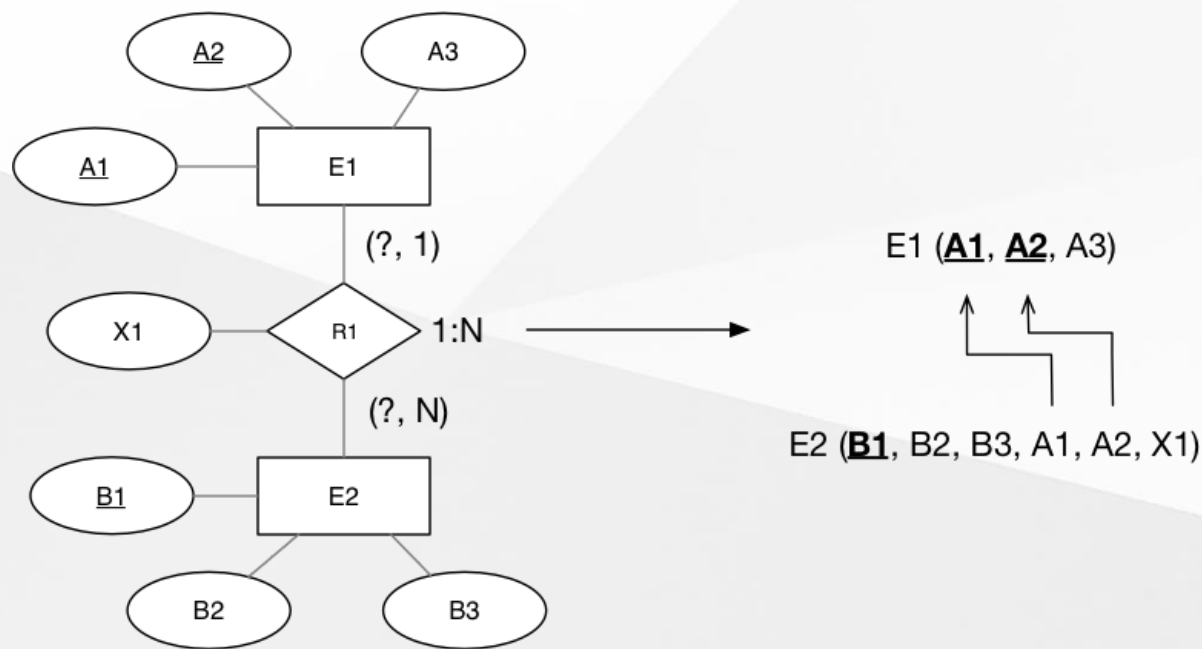 A2
A3
A1
E1
(?, 1)
E1 (A1, A2, A3)
X1
R1
1:N
(?, N)
E2 (B1, B2, B3, A1, A2, X1)
B1
E2
B2
B3